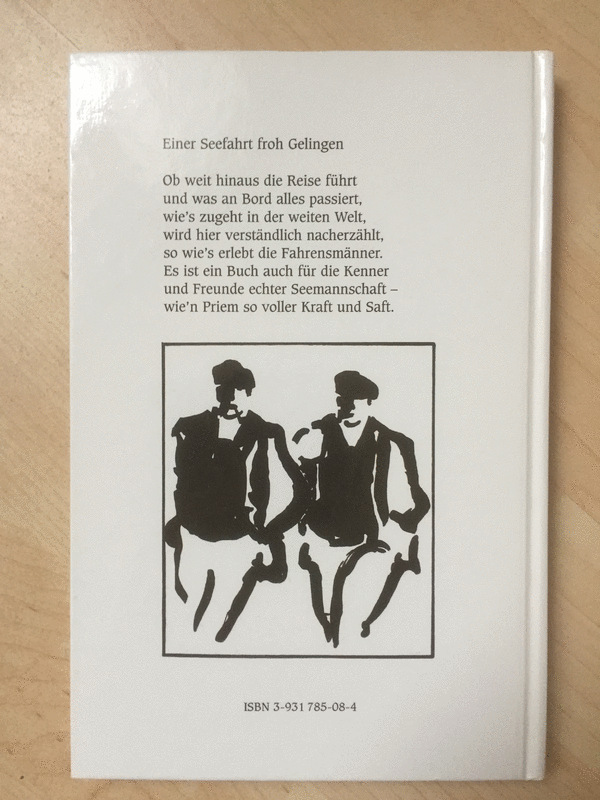 Einer Seefahrt froh Gelingen
Ob weit hinaus die Reise führt
und was an Bord alles passiert,
wie's zugeht in der weiten Welt,
wird hier verständlich nacherzählt,
so wie's erlebt die Fahrensmänner.
Es ist ein Buch auch für die Kenner
und Freunde echter Seemannschaft –
wie'n Priem so voller Kraft und Saft.
ISBN 3-931 785-08-4